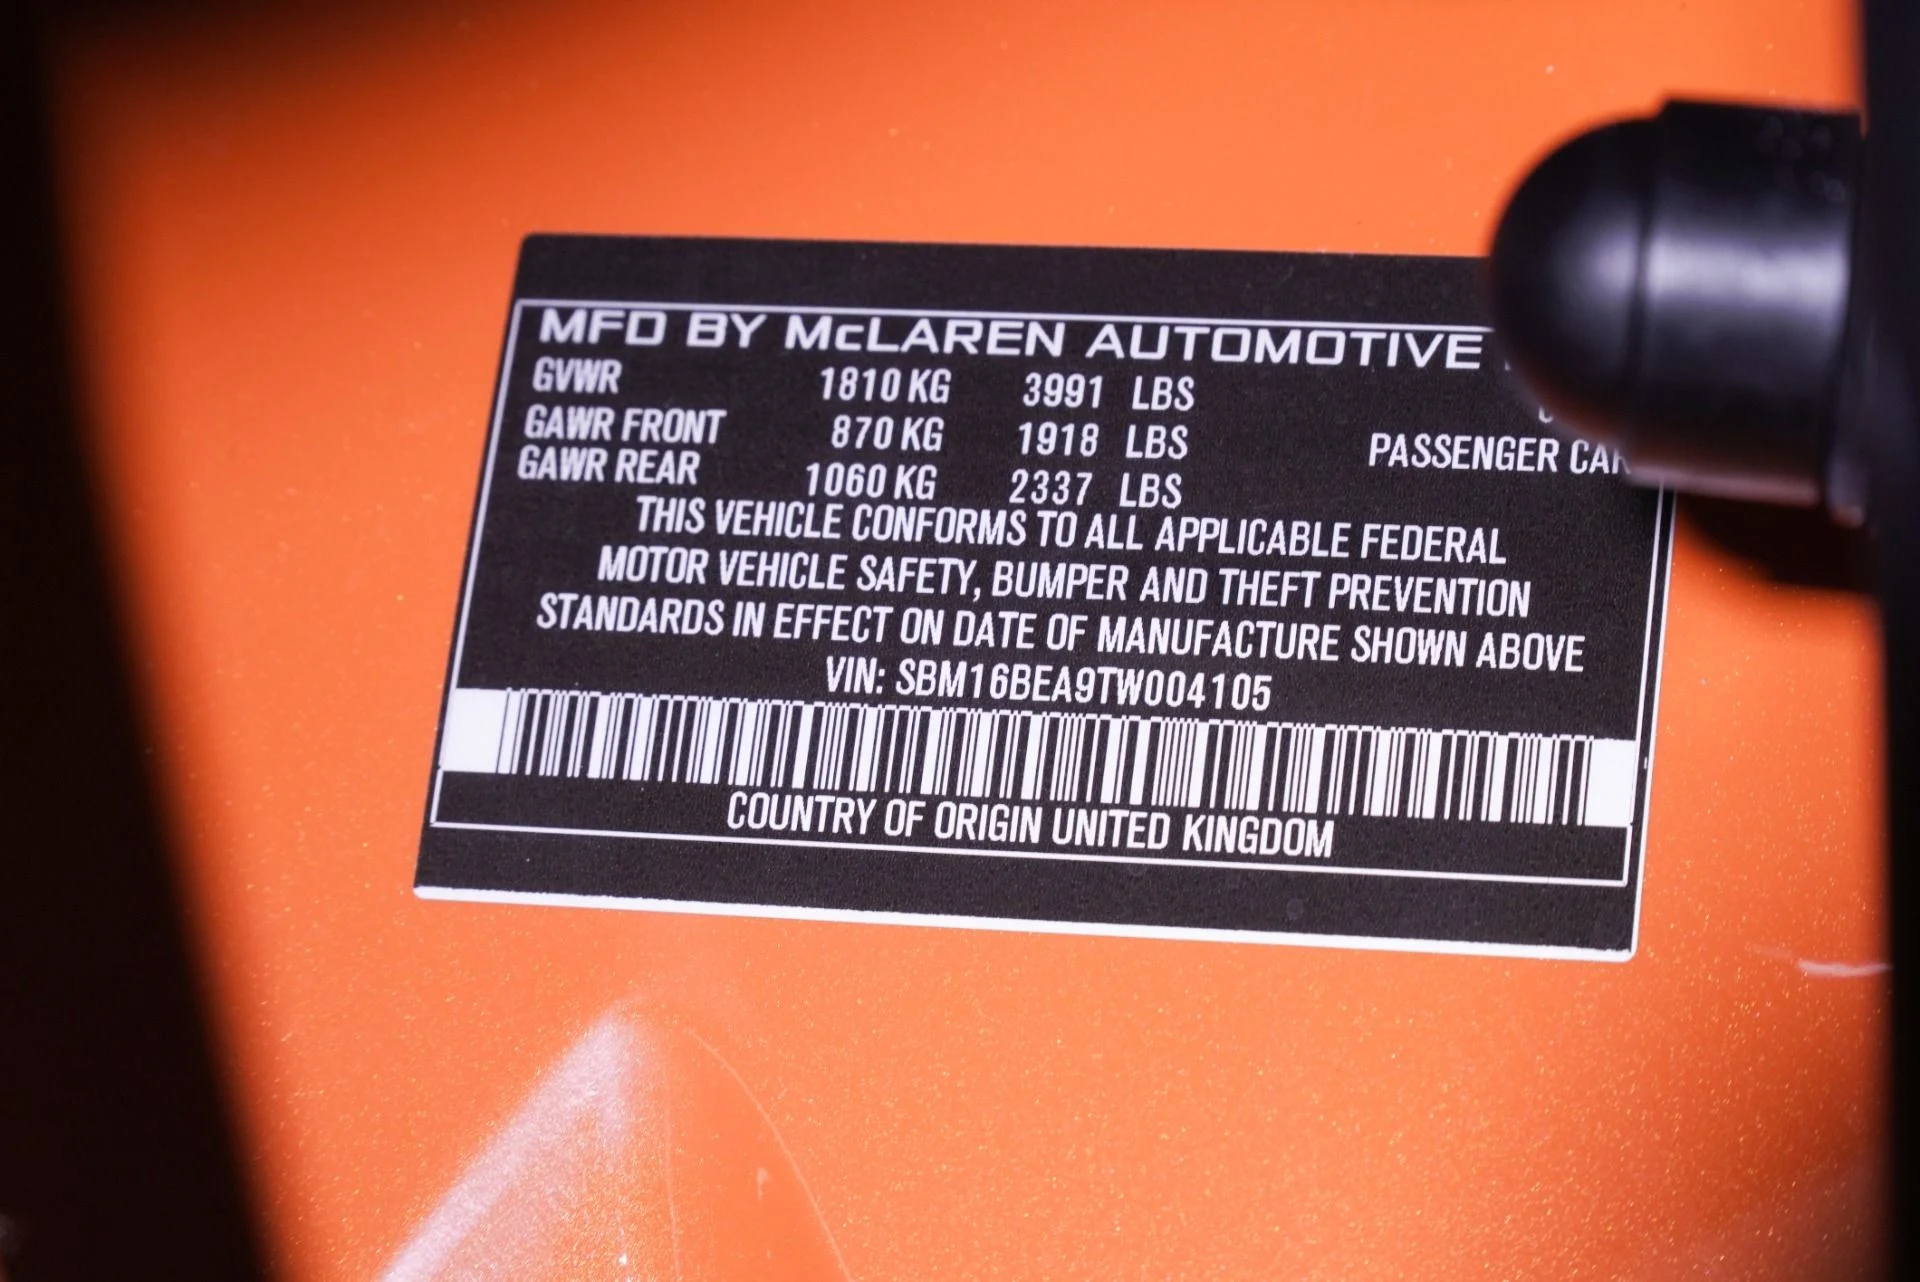 MFD BY McLAREN AUTOMOTIVE
GVWR 1810 KG 3991 LBS
GAWR FRONT 870 KG 1918 LBS PASSENGER CAR
GAWR REAR 1060 KG 2337 LBS
THIS VEHICLE CONFORMS TO ALL APPLICABLE FEDERAL
MOTOR VEHICLE SAFETY, BUMPER AND THEFT PREVENTION
STANDARDS IN EFFECT ON DATE OF MANUFACTURE SHOWN ABOVE
VIN: SBM16BEA9TW004105
COUNTRY OF ORIGIN UNITED KINGDOM